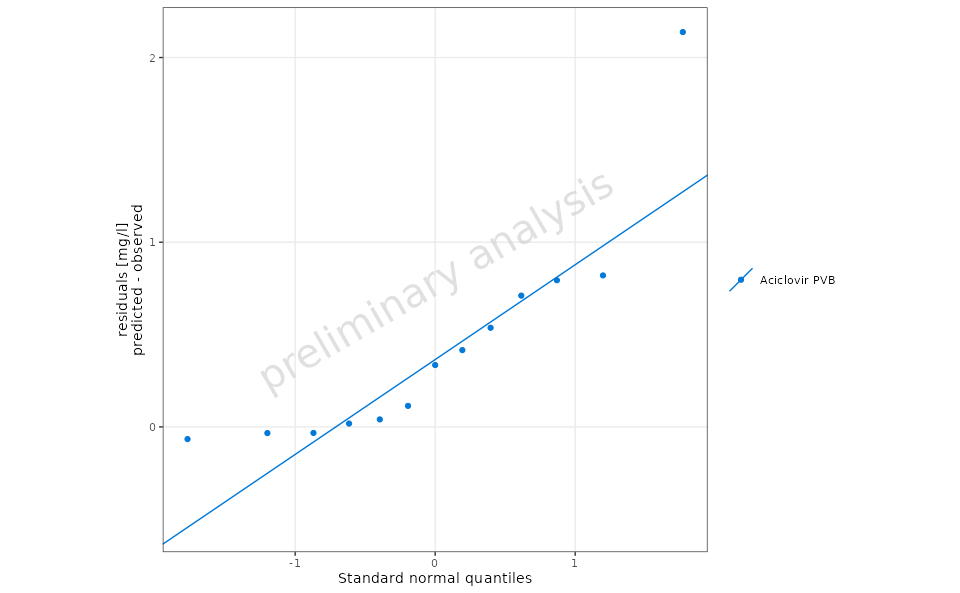 2
1
0
-1
0
1
Standard normal quantiles
residuals [mg/l]
predicted - observed
preliminary analysis
Aciclovir PVB